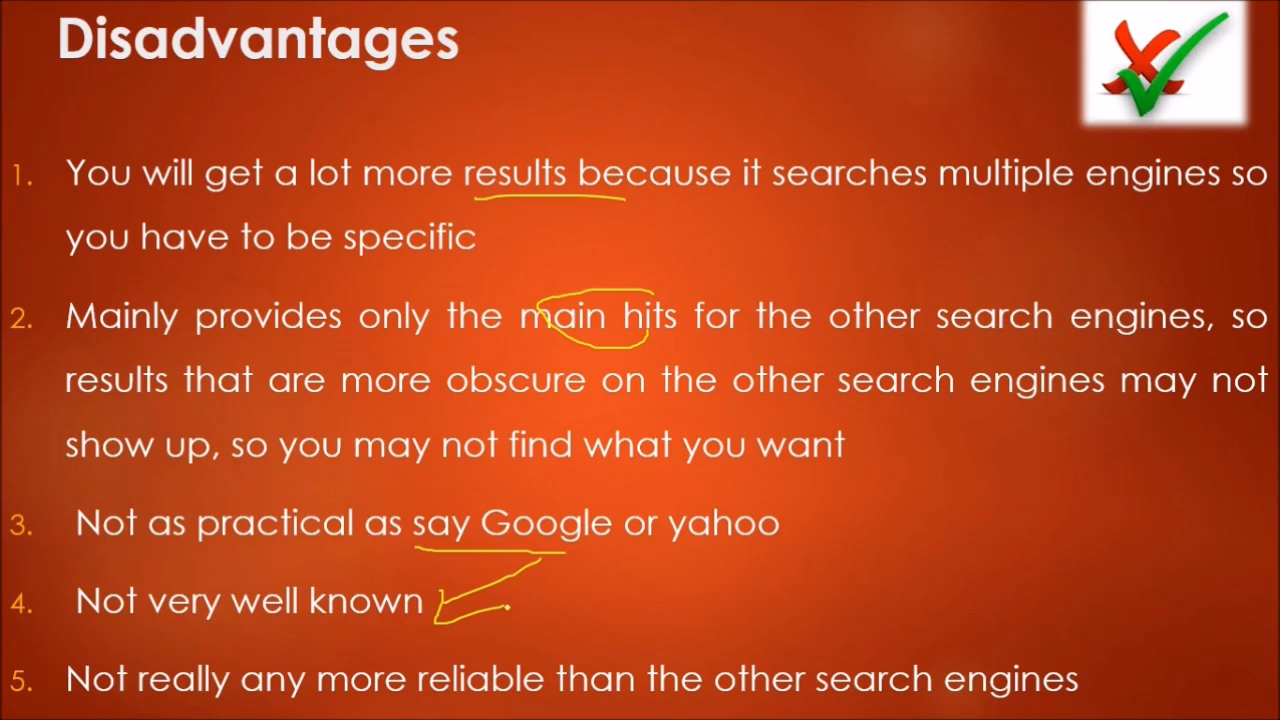 Disadvantages
1. You will get a lot more results because it searches multiple engines so
you have to be specific
2. Mainly provides only the main hits for the other search engines, so
results that are more obscure on the other search engines may not
show up, so you may not find what you want
3. Not as practical as say Google or yahoo
4. Not very well known
5. Not really any more reliable than the other search engines